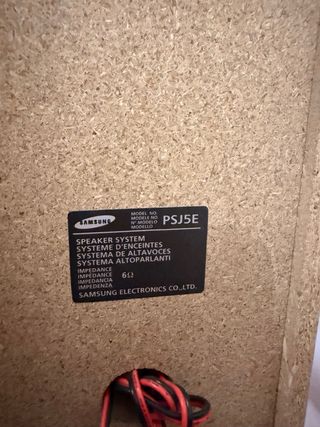 SAMSUNG
MODEL NO.
MODELE NO.
N° MODELO
MODELLO
PSJ5E
SPEAKER SYSTEM
SYSTEME D'ENCEINTES
SYSTEMA DE ALTAVOCES
SYSTEMA ALTOPARLANTI
IMPEDANCE
IMPEDANCE
IMPEDANCIA
IMPEDENZA
6Ω
SAMSUNG ELECTRONICS CO.,LTD.